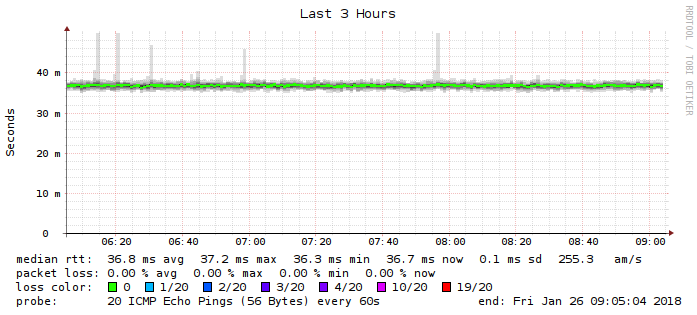 Last 3 Hours
RRDTOOL / TOBI OETIKER
Seconds
40 m
30 m
20 m
10 m
0
06:20 06:40 07:00 07:20 07:40 08:00 08:20 08:40 09:00
median rtt: 36.8 ms avg 37.2 ms max 36.3 ms min 36.7 ms now 0.1 ms sd 255.3 am/s
packet loss: 0.00 % avg 0.00 % max 0.00 % min 0.00 % now
loss color: 0 1/20 2/20 3/20 4/20 10/20 19/20
probe: 20 ICMP Echo Pings (56 Bytes) every 60s end: Fri Jan 26 09:05:04 2018